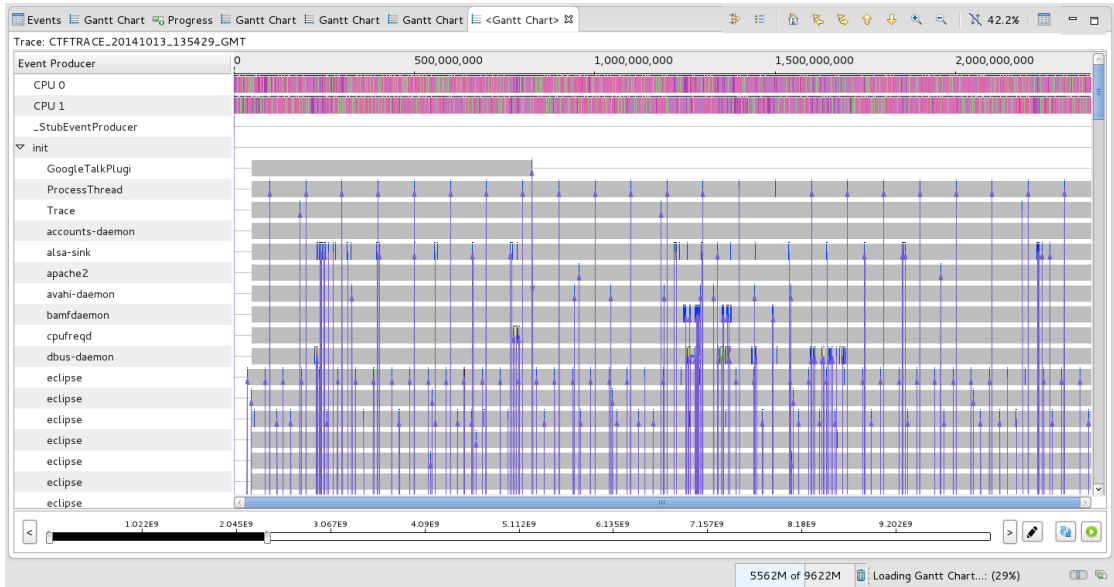 Events Gantt Chart Progress Gantt Chart Gantt Chart Gantt Chart <Gantt Chart> 42.2%
Trace: CTFTRACE_20141013_135429_GMT
Event Producer 0 500,000,000 1,000,000,000 1,500,000,000 2,000,000,000
CPU 0
CPU 1
_StubEventProducer
init
GoogleTalkPlugi
ProcessThread
Trace
accounts-daemon
alsa-sink
apache2
avahi-daemon
bamfdaemon
cpufreqd
dbus-daemon
eclipse
eclipse
eclipse
eclipse
eclipse
eclipse
eclipse
1.022E9 2.045E9 3.067E9 4.09E9 5.112E9 6.135E9 7.157E9 8.18E9 9.202E9
< >
5562M of 9622M Loading Gantt Chart...: (29%)